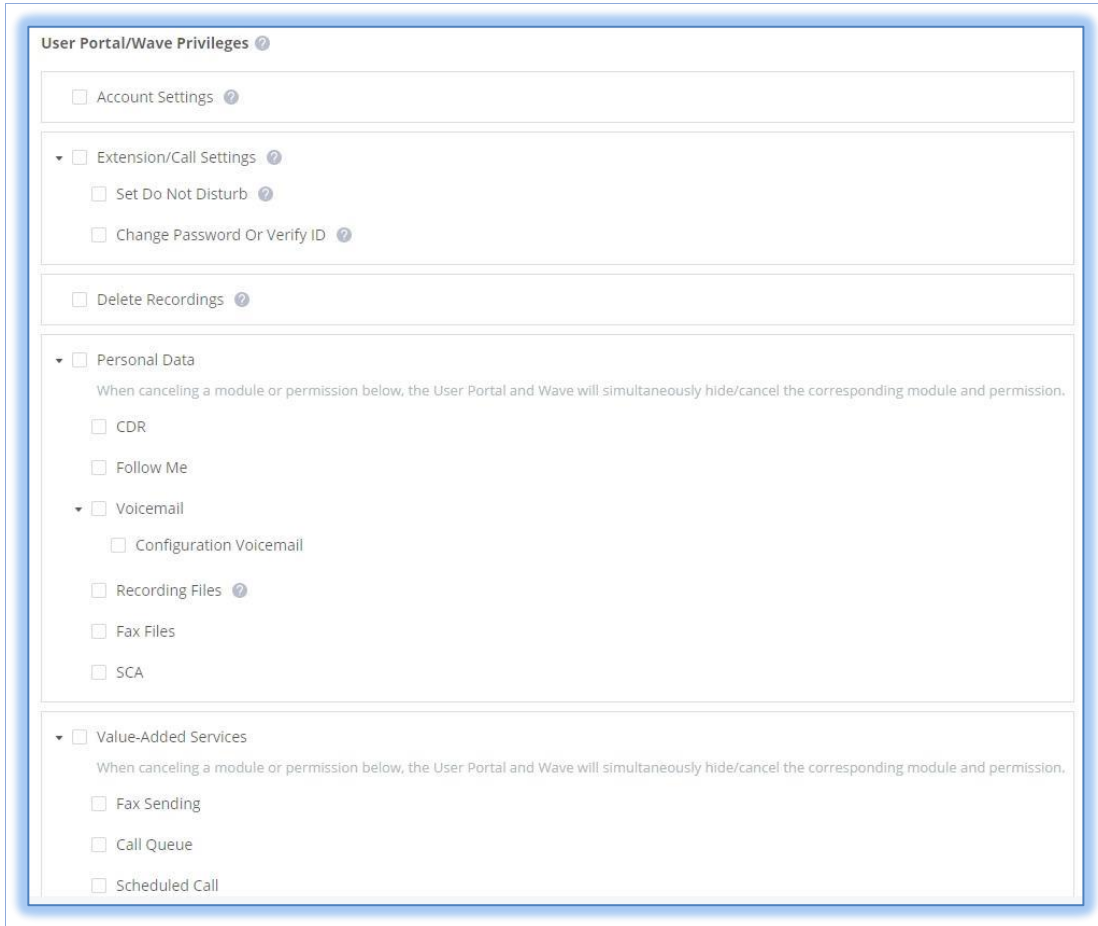 User Portal/Wave Privileges
Account Settings
Extension/Call Settings
Set Do Not Disturb
Change Password Or Verify ID
Delete Recordings
Personal Data
When canceling a module or permission below, the User Portal and Wave will simultaneously hide/cancel the corresponding module and permission.
CDR
Follow Me
Voicemail
Configuration Voicemail
Recording Files
Fax Files
SCA
Value-Added Services
When canceling a module or permission below, the User Portal and Wave will simultaneously hide/cancel the corresponding module and permission.
Fax Sending
Call Queue
Scheduled Call